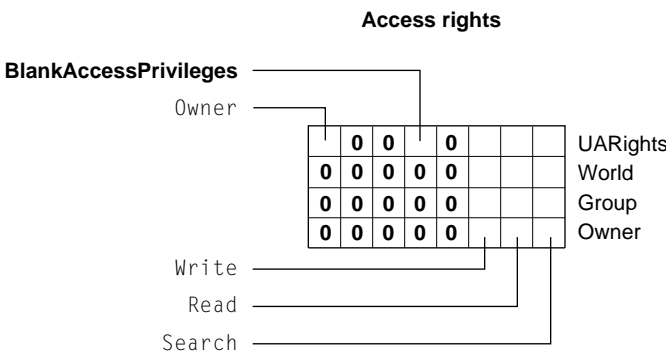 Access rights
BlankAccessPrivileges
Owner
0 0 0 UARights
0 0 0 0 0 World
0 0 0 0 0 Group
0 0 0 0 0 Owner
Write
Read
Search